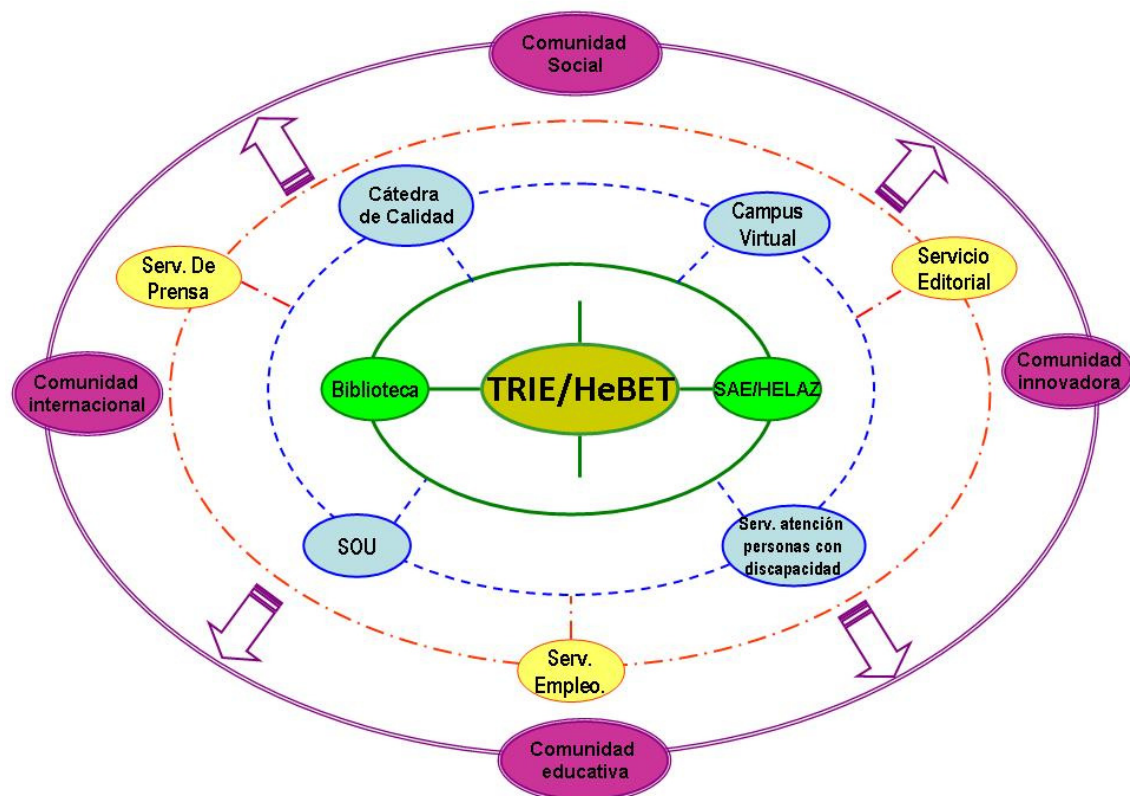 Comunidad
Social
Cátedra
de Calidad
Campus
Virtual
Serv. De
Prensa
Servicio
Editorial
Comunidad
internacional
Biblioteca
TRIE/HeBET
SAE/HELAZ
Comunidad
innovadora
SOU
Serv. atención
personas con
discapacidad
Serv.
Empleo.
Comunidad
educativa